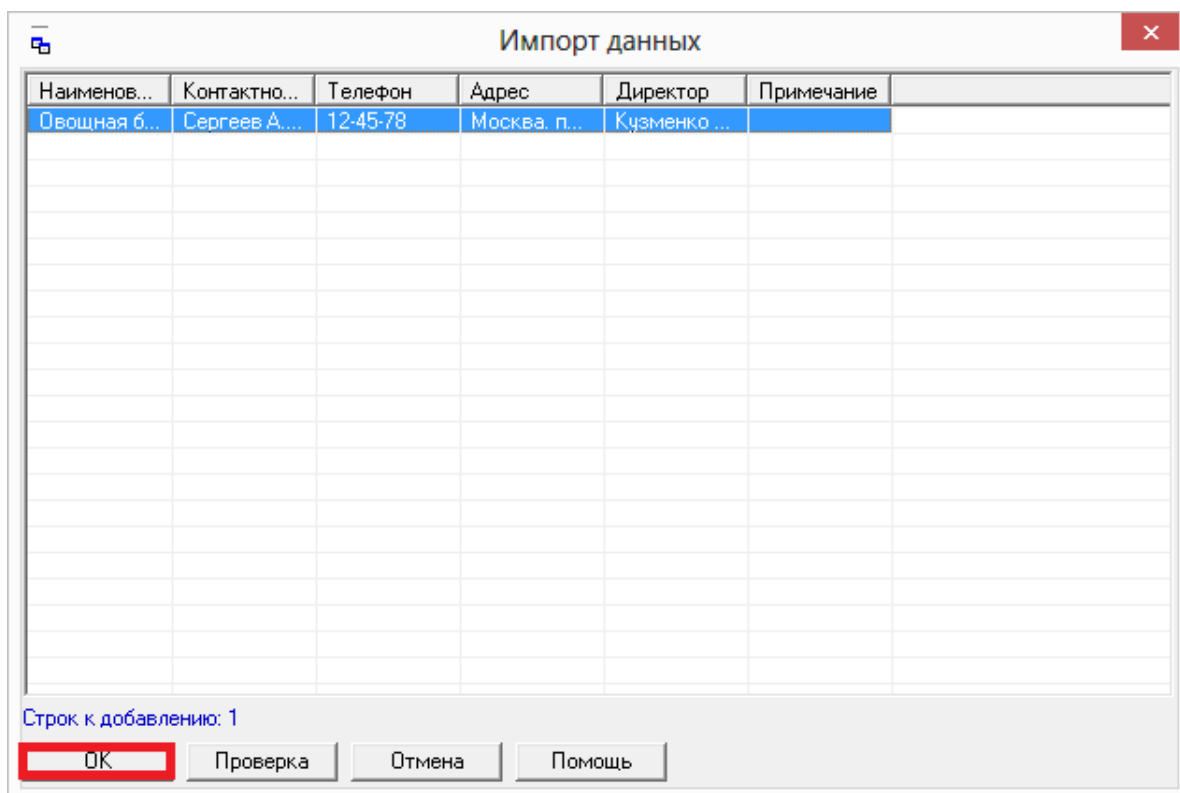 Импорт данных
Наименов... Контактно... Телефон Адрес Директор Примечание
Овощная б... Сергеев А.... 12-45-78 Москва. п... Кузменко ...
Строк к добавлению: 1
OK Проверка Отмена Помощь